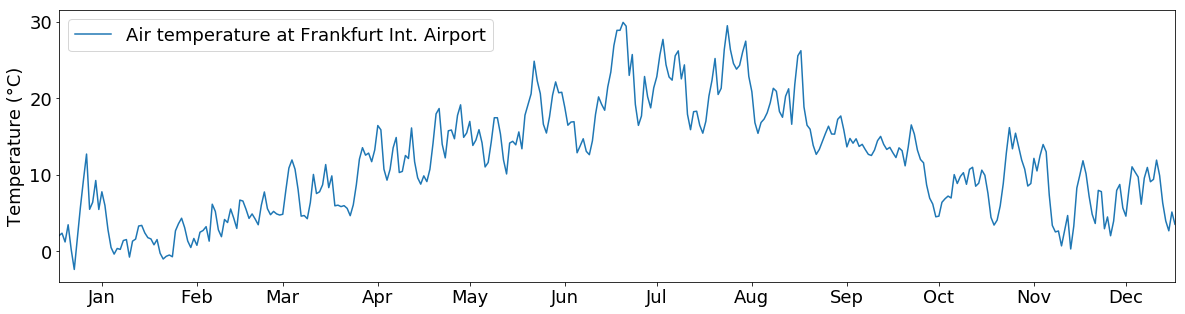 Air temperature at Frankfurt Int. Airport
Temperature (°C)
30
20
10
0
Jan Feb Mar Apr May Jun Jul Aug Sep Oct Nov Dec